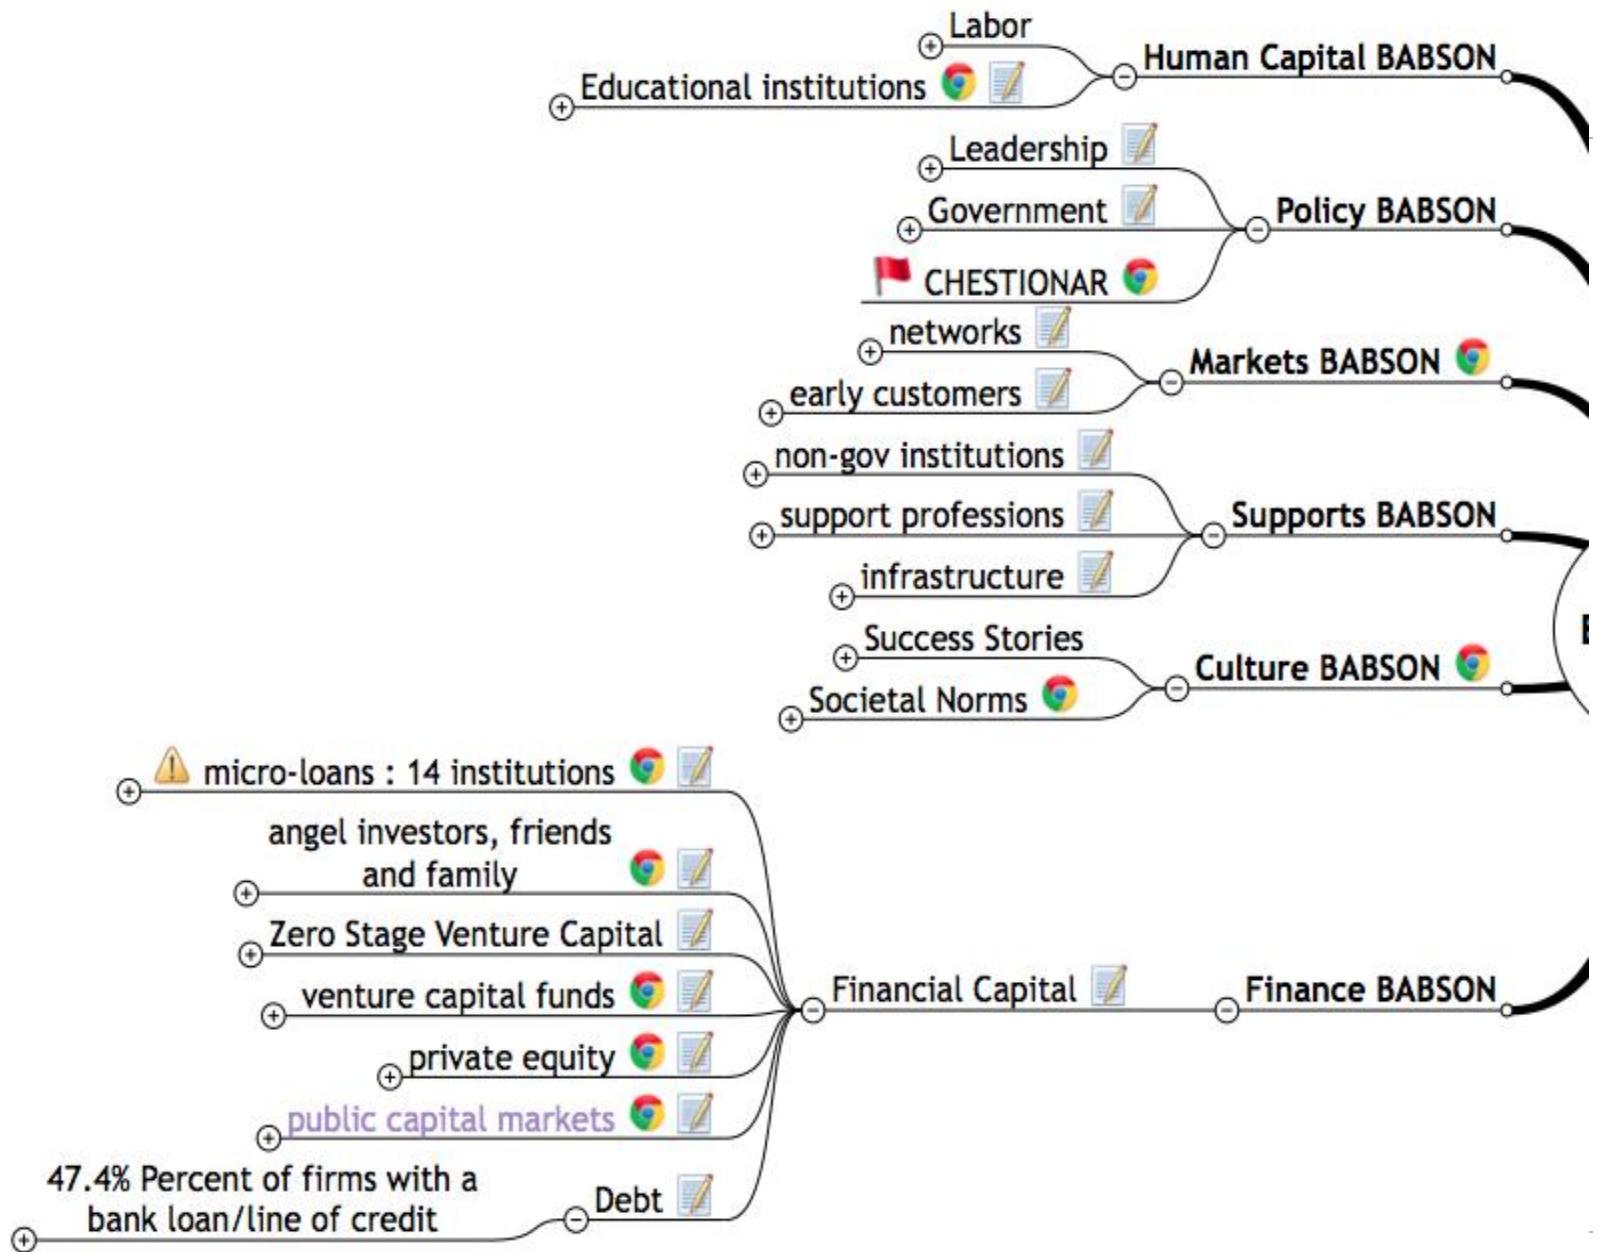 Labor
Human Capital BABSON
Educational institutions
Leadership
Government
Policy BABSON
CHESTIONAR
networks
Markets BABSON
early customers
non-gov institutions
support professions
Supports BABSON
infrastructure
Success Stories
Culture BABSON
Societal Norms
micro-loans : 14 institutions
angel investors, friends
and family
Zero Stage Venture Capital
venture capital funds
Financial Capital
Finance BABSON
private equity
public capital markets
47.4% Percent of firms with a
bank loan/line of credit
Debt